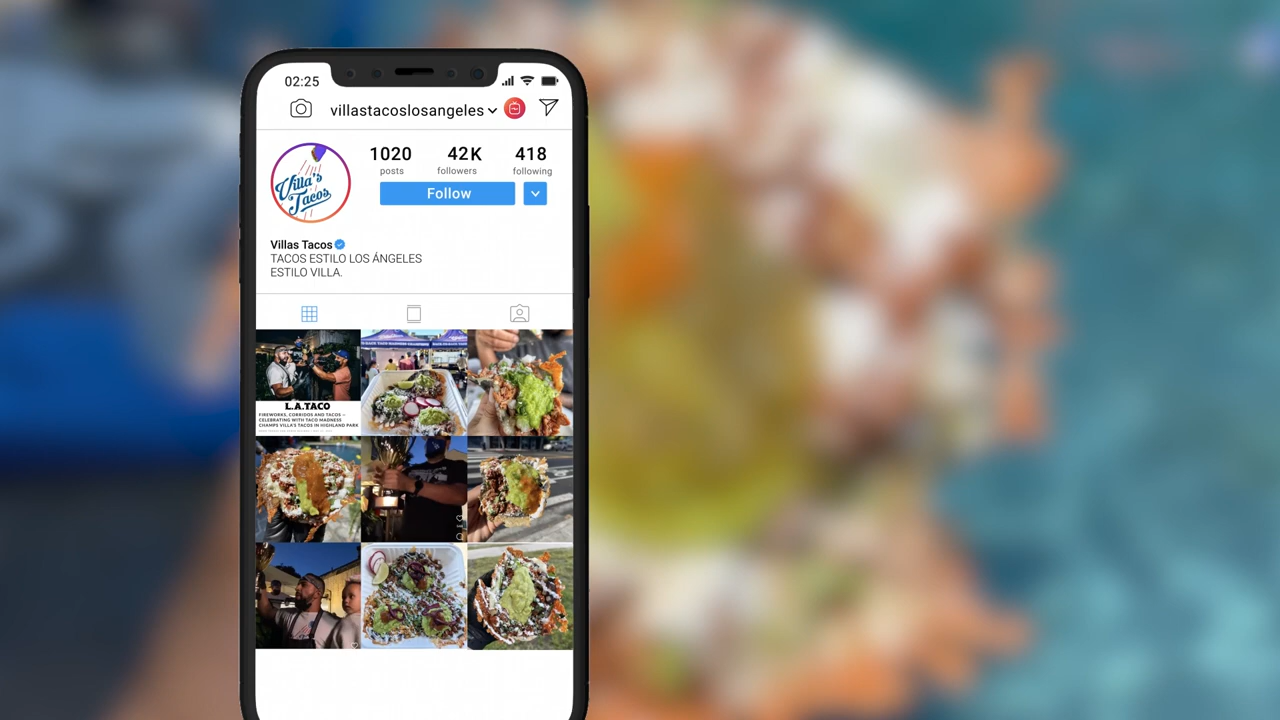 02:25
villastacoslosangeles
1020 42K 418
posts followers following
Villa's
Tacos
Follow
Villas Tacos
TACOS ESTILO LOS ÁNGELES
ESTILO VILLA.
L.A.TACO
FIREWORKS, CORRIDOS AND TACOS –
CELEBRATING WITH TACO MADNESS
CHAMPS VILLA'S TACOS IN HIGHLAND PARK